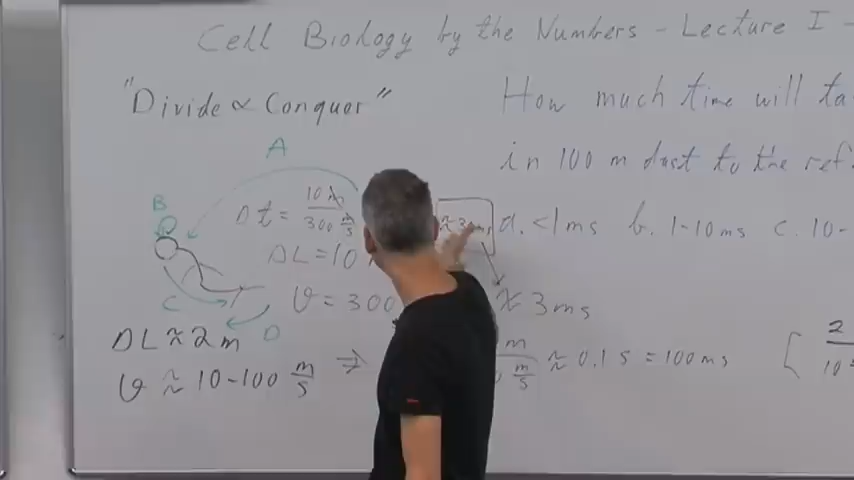 Cell Biology by the Numbers - Lecture I -
"Divide & Conquer"
How much time will ta
in 100 m dast to the ref
A
B
C
D
Δt = 10 m / 300 m/s
≈ 3ms
a. <1ms b. 1-10ms c. 10-
ΔL = 10
v = 300
≈ 3ms
ΔL ≈ 2 m
v ≈ 10-100 m/s ⇒
m / m/s ≈ 0.1 s = 100 ms
[ 2